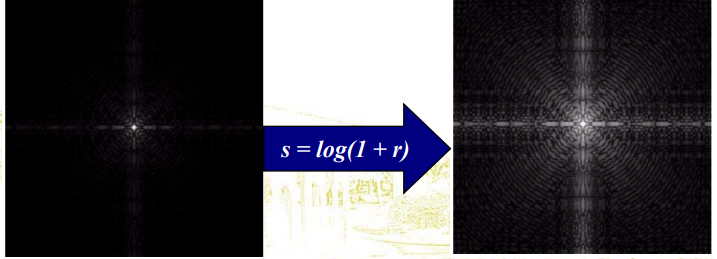 s = log(1 + r)